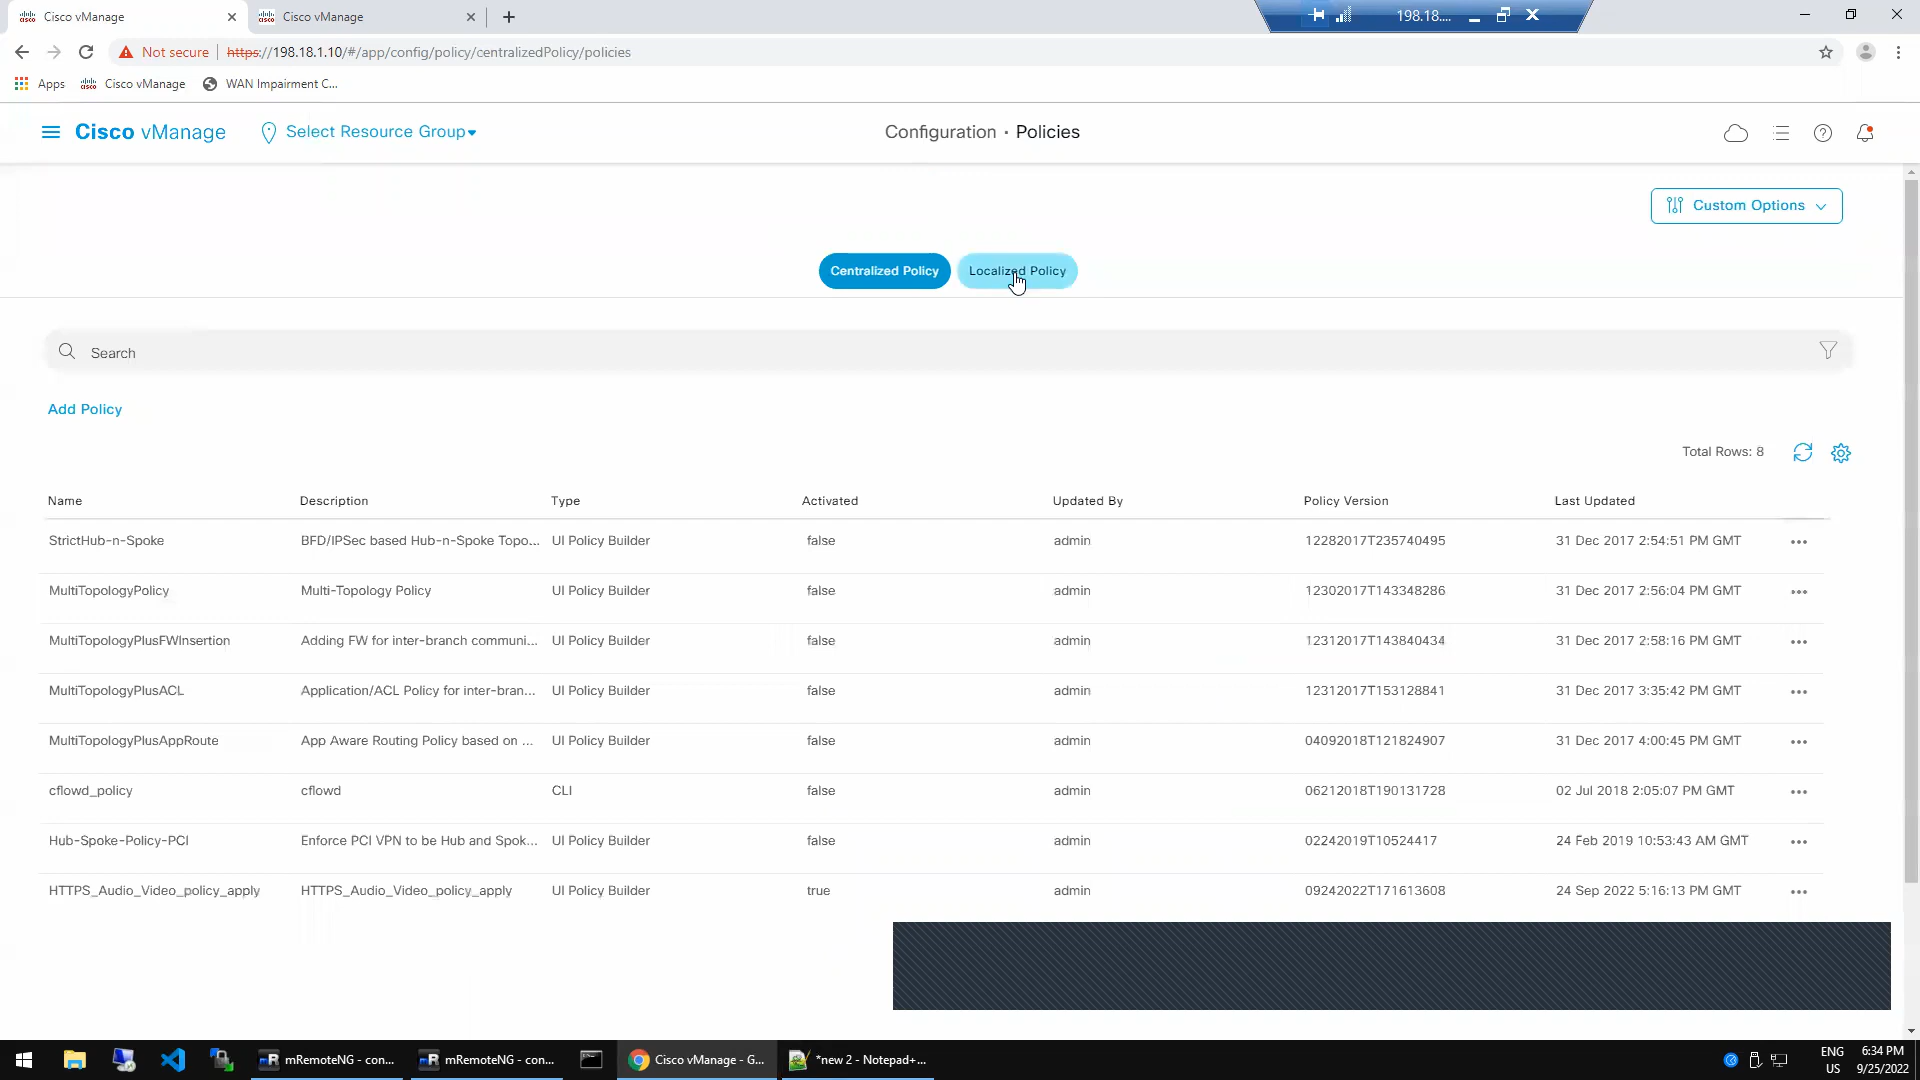 Cisco vManage
Cisco vManage
198.18....
Not secure
https://198.18.1.10/#/app/config/policy/centralizedPolicy/policies
Apps
Cisco vManage
WAN Impairment C...
Cisco vManage
Select Resource Group
Configuration · Policies
Custom Options
Centralized Policy
Localized Policy
Search
Add Policy
Total Rows: 8
Name Description Type Activated Updated By Policy Version Last Updated
StrictHub-n-Spoke BFD/IPSec based Hub-n-Spoke Topo... UI Policy Builder false admin 12282017T235740495 31 Dec 2017 2:54:51 PM GMT
MultiTopologyPolicy Multi-Topology Policy UI Policy Builder false admin 12302017T143348286 31 Dec 2017 2:56:04 PM GMT
MultiTopologyPlusFWInsertion Adding FW for inter-branch communi... UI Policy Builder false admin 12312017T143840434 31 Dec 2017 2:58:16 PM GMT
MultiTopologyPlusACL Application/ACL Policy for inter-bran... UI Policy Builder false admin 12312017T153128841 31 Dec 2017 3:35:42 PM GMT
MultiTopologyPlusAppRoute App Aware Routing Policy based on ... UI Policy Builder false admin 04092018T121824907 31 Dec 2017 4:00:45 PM GMT
cflowd_policy cflowd CLI false admin 06212018T190131728 02 Jul 2018 2:05:07 PM GMT
Hub-Spoke-Policy-PCI Enforce PCI VPN to be Hub and Spok... UI Policy Builder false admin 02242019T10524417 24 Feb 2019 10:53:43 AM GMT
HTTPS_Audio_Video_policy_apply HTTPS_Audio_Video_policy_apply UI Policy Builder true admin 09242022T171613608 24 Sep 2022 5:16:13 PM GMT
mRemoteNG - con...
mRemoteNG - con...
Cisco vManage - G...
*new 2 - Notepad+...
ENG
US
6:34 PM
9/25/2022